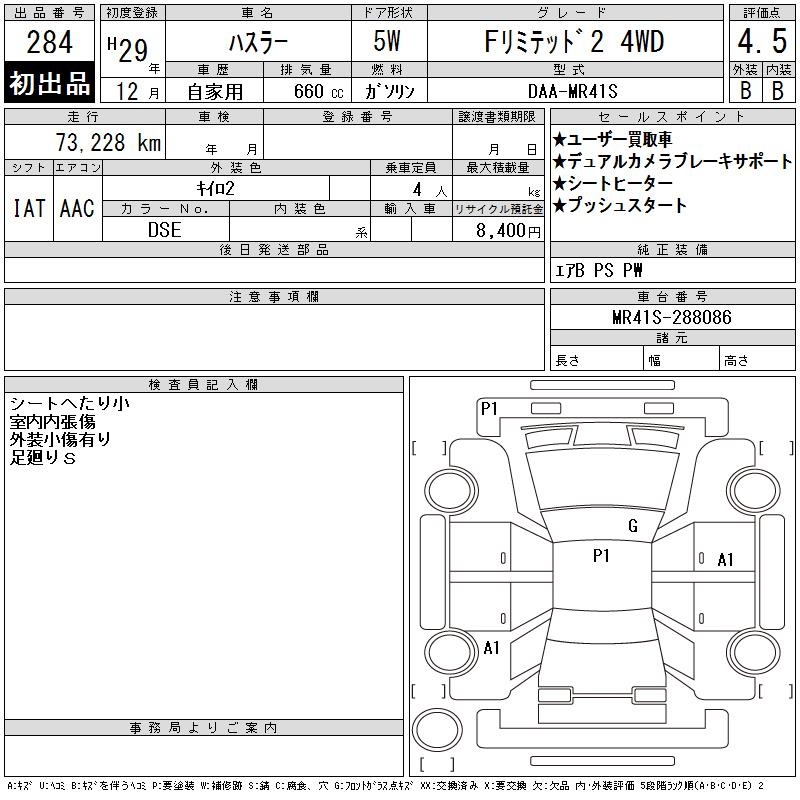 出品番号
284
初出品
初度登録
H29年
12月
車名
ﾊｽﾗｰ
ドア形状
5W
グレード
Fﾘﾐﾃｯﾄﾞ2 4WD
評価点
4.5
外装 内装
B B
車歴
自家用
排気量
660 cc
燃料
ｶﾞｿﾘﾝ
型式
DAA-MR41S
走行
73,228 km
車検
年 月
登録番号
譲渡書類期限
月 日
シフト
IAT
エアコン
AAC
外装色
ｷｲﾛ2
乗車定員
4 人
最大積載量
kg
カラーNo.
DSE
内装色
系
輸入車
リサイクル預託金
8,400円
後日発送部品
セールスポイント
★ユーザー買取車
★デュアルカメラブレーキサポート
★シートヒーター
★プッシュスタート
純正装備
ｴｱB PS PW
注意事項欄
車台番号
MR41S-288086
諸元
長さ 幅 高さ
検査員記入欄
シートへたり小
室内内張傷
外装小傷有り
足廻りS
事務局よりご案内
P1
G
P1
A1
A1
A:ｷｽﾞ U:ﾍｺﾐ B:ｷｽﾞを伴うﾍｺﾐ P:要塗装 W:補修跡 S:錆 C:腐食、穴 G:ﾌﾛﾝﾄｶﾞﾗｽ点ｷｽﾞ XX:交換済み X:要交換 欠:欠品 内･外装評価 5段階ﾗﾝｸ順(A･B･C･D･E) 2